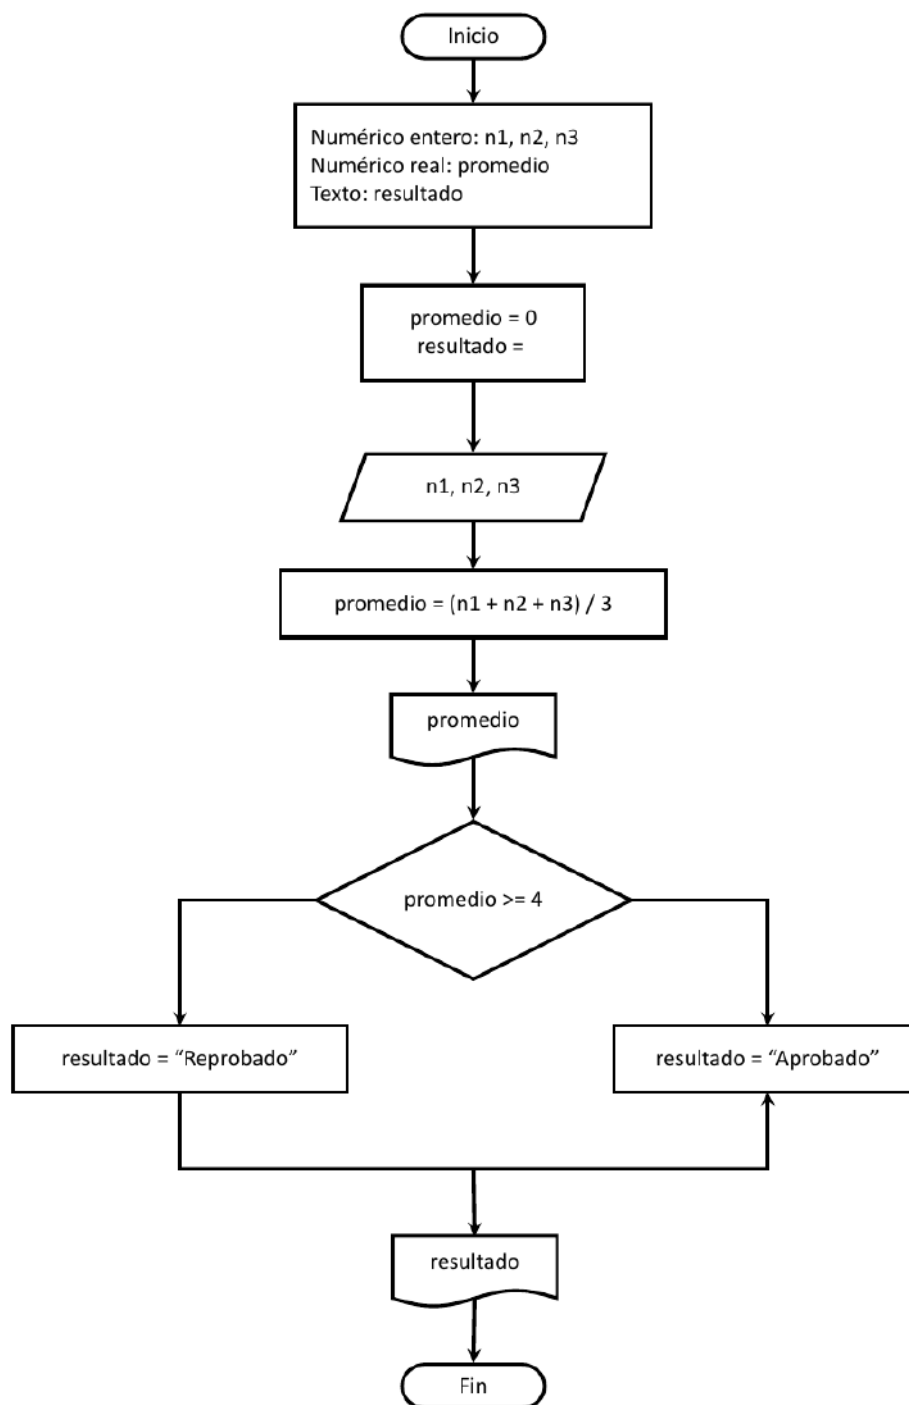 Inicio
Numérico entero: n1, n2, n3
Numérico real: promedio
Texto: resultado
promedio = 0
resultado =
n1, n2, n3
promedio = (n1 + n2 + n3) / 3
promedio
promedio >= 4
resultado = “Reprobado”
resultado = “Aprobado”
resultado
Fin